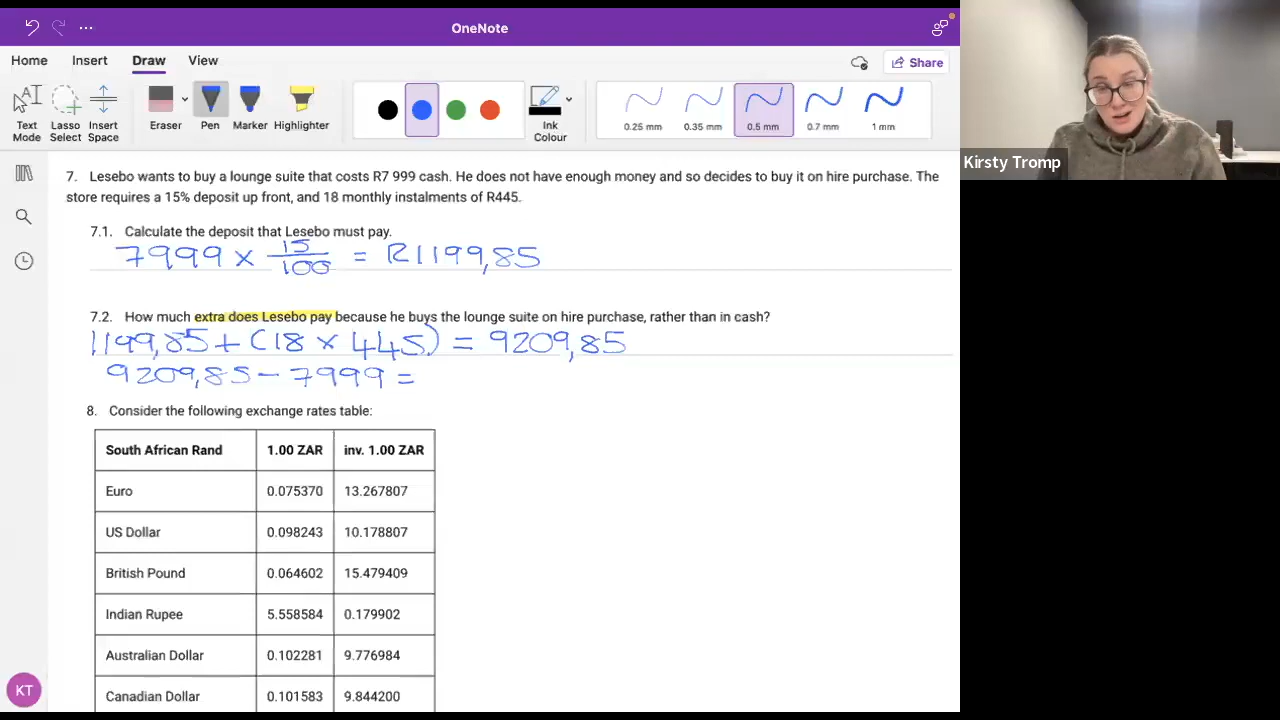 OneNote
Home Insert Draw View Share
Text Mode Lasso Select Insert Space Eraser Pen Marker Highlighter Ink Colour 0.25 mm 0.35 mm 0.5 mm 0.7 mm 1 mm
Kirsty Tromp
7. Lesebo wants to buy a lounge suite that costs R7 999 cash. He does not have enough money and so decides to buy it on hire purchase. The
store requires a 15% deposit up front, and 18 monthly instalments of R445.
7.1. Calculate the deposit that Lesebo must pay.
7999 × 15/100 = R1199,85
7.2. How much extra does Lesebo pay because he buys the lounge suite on hire purchase, rather than in cash?
1199,85 + (18 × 445) = 9209,85
9209,85 - 7999 =
8. Consider the following exchange rates table:
South African Rand 1.00 ZAR inv. 1.00 ZAR
Euro 0.075370 13.267807
US Dollar 0.098243 10.178807
British Pound 0.064602 15.479409
Indian Rupee 5.558584 0.179902
Australian Dollar 0.102281 9.776984
Canadian Dollar 0.101583 9.844200
KT